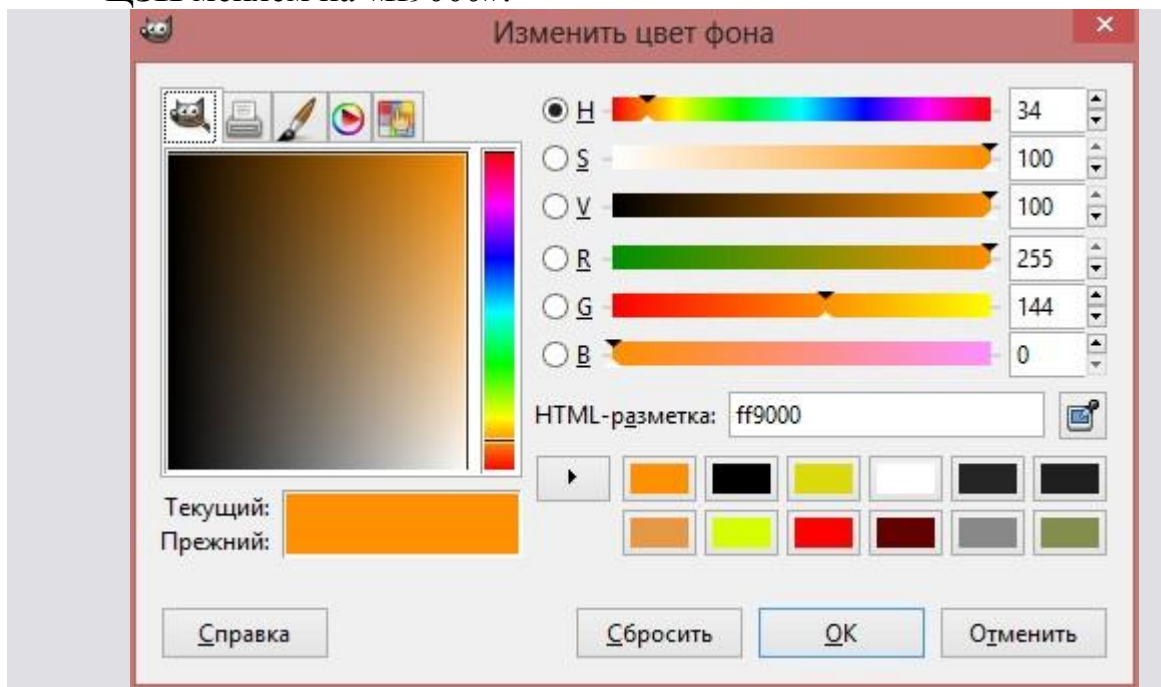 Изменить цвет фона
H 34
S 100
V 100
R 255
G 144
B 0
HTML-разметка: ff9000
Текущий:
Прежний:
Справка
Сбросить
OK
Отменить